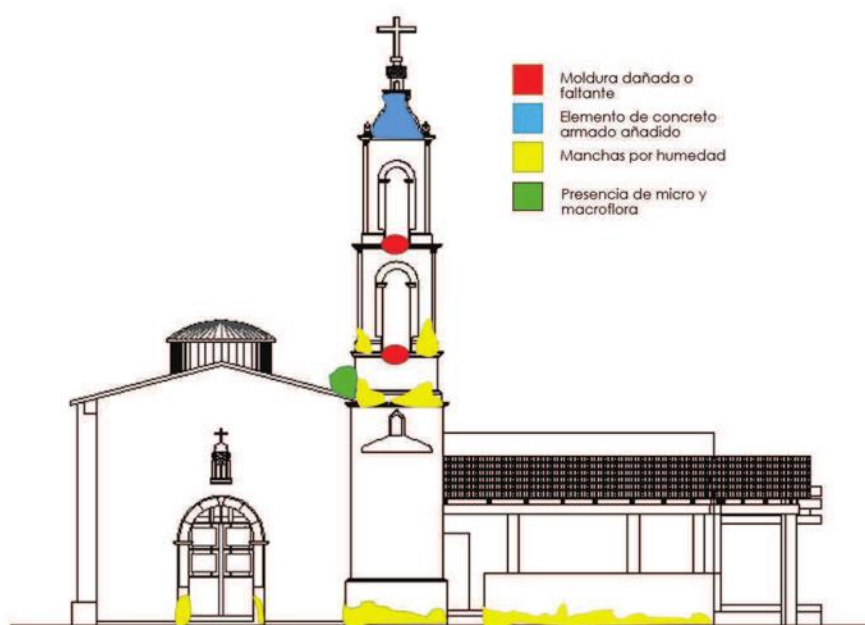 Moldura dañada o
faltante
Elemento de concreto
armado añadido
Manchas por humedad
Presencia de micro y
macroflora